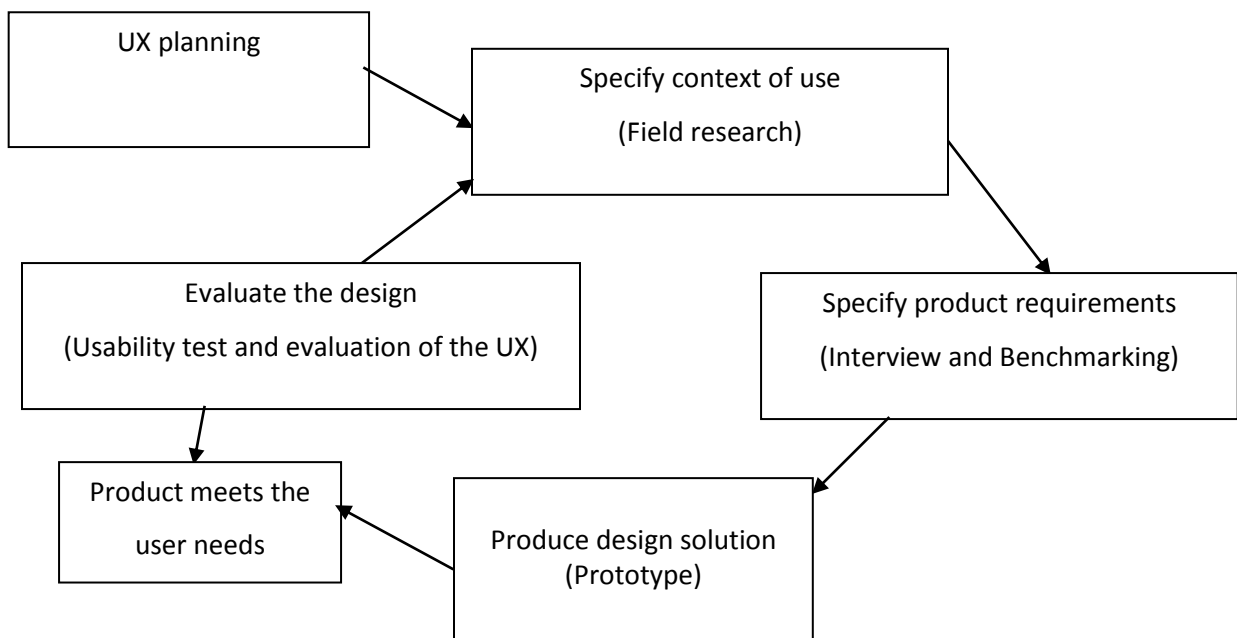 UX planning
Specify context of use
(Field research)
Evaluate the design
(Usability test and evaluation of the UX)
Specify product requirements
(Interview and Benchmarking)
Product meets the
user needs
Produce design solution
(Prototype)